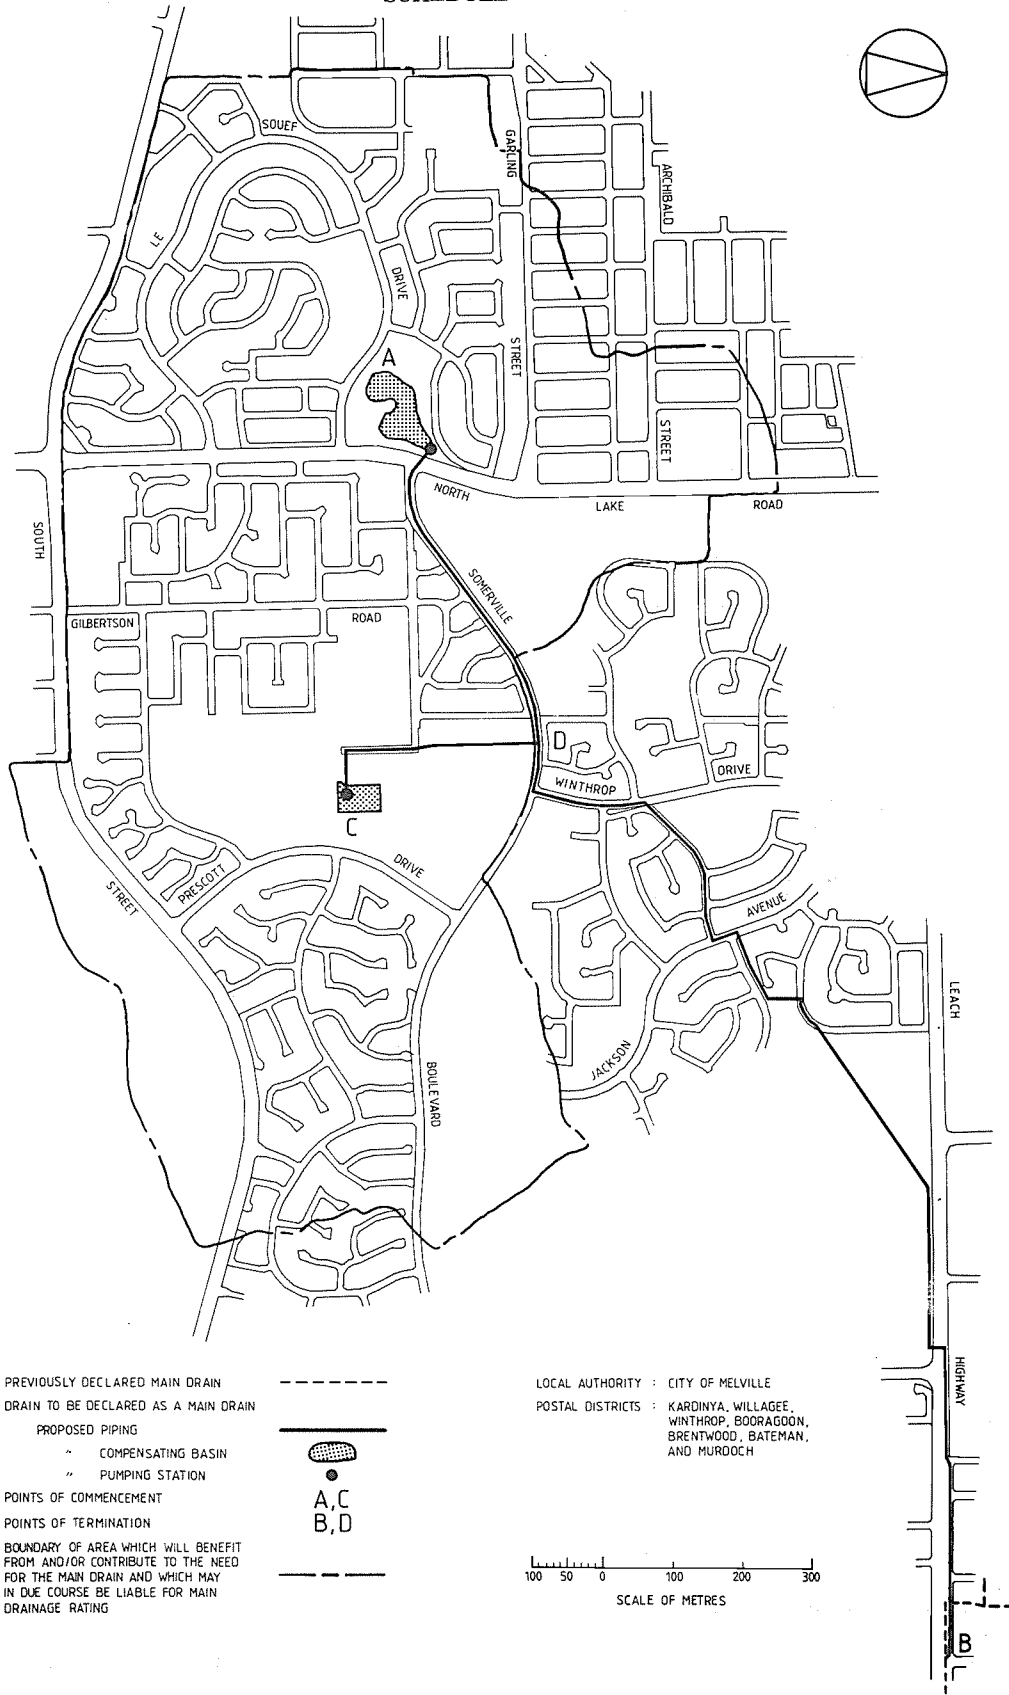 SOUEF
GARLING
ARCHIBALD
LE
DRIVE
STREET
A
STREET
NORTH
LAKE
ROAD
SOUTH
SOMERVILLE
GILBERTSON
ROAD
D
WINTHROP
DRIVE
C
DRIVE
PRESCOTT
STREET
AVENUE
LEACH
JACKSON
BOULEVARD
HIGHWAY
B
PREVIOUSLY DECLARED MAIN DRAIN
DRAIN TO BE DECLARED AS A MAIN DRAIN
PROPOSED PIPING
" COMPENSATING BASIN
" PUMPING STATION
POINTS OF COMMENCEMENT A,C
POINTS OF TERMINATION B,D
BOUNDARY OF AREA WHICH WILL BENEFIT
FROM AND/OR CONTRIBUTE TO THE NEED
FOR THE MAIN DRAIN AND WHICH MAY
IN DUE COURSE BE LIABLE FOR MAIN
DRAINAGE RATING
LOCAL AUTHORITY : CITY OF MELVILLE
POSTAL DISTRICTS : KARDINYA, WILLAGEE,
WINTHROP, BOORAGOON,
BRENTWOOD, BATEMAN,
AND MURDOCH
100 50 0 100 200 300
SCALE OF METRES